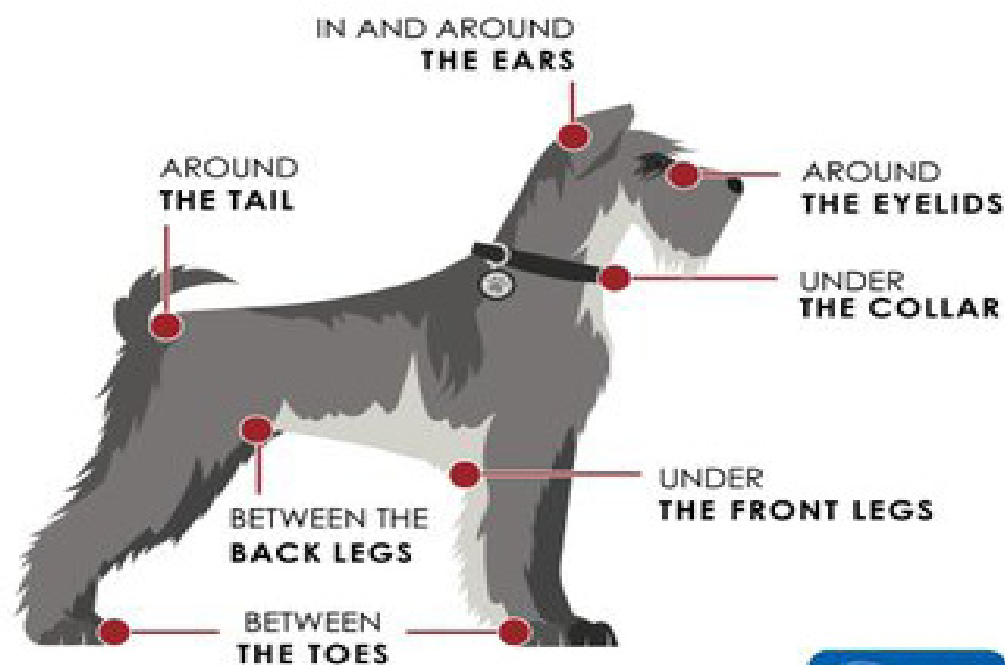 IN AND AROUND
THE EARS
AROUND
THE TAIL
AROUND
THE EYELIDS
UNDER
THE COLLAR
UNDER
THE FRONT LEGS
BETWEEN THE
BACK LEGS
BETWEEN
THE TOES